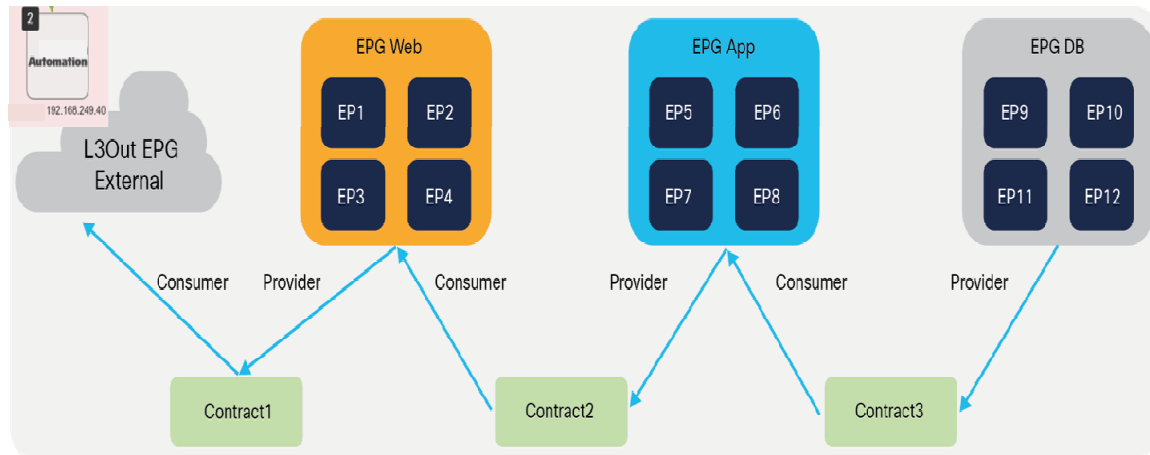 2
Automation
192.168.249.40
L3Out EPG
External
EPG Web
EP1
EP2
EP3
EP4
EPG App
EP5
EP6
EP7
EP8
EPG DB
EP9
EP10
EP11
EP12
Consumer
Provider
Consumer
Provider
Consumer
Provider
Contract1
Contract2
Contract3